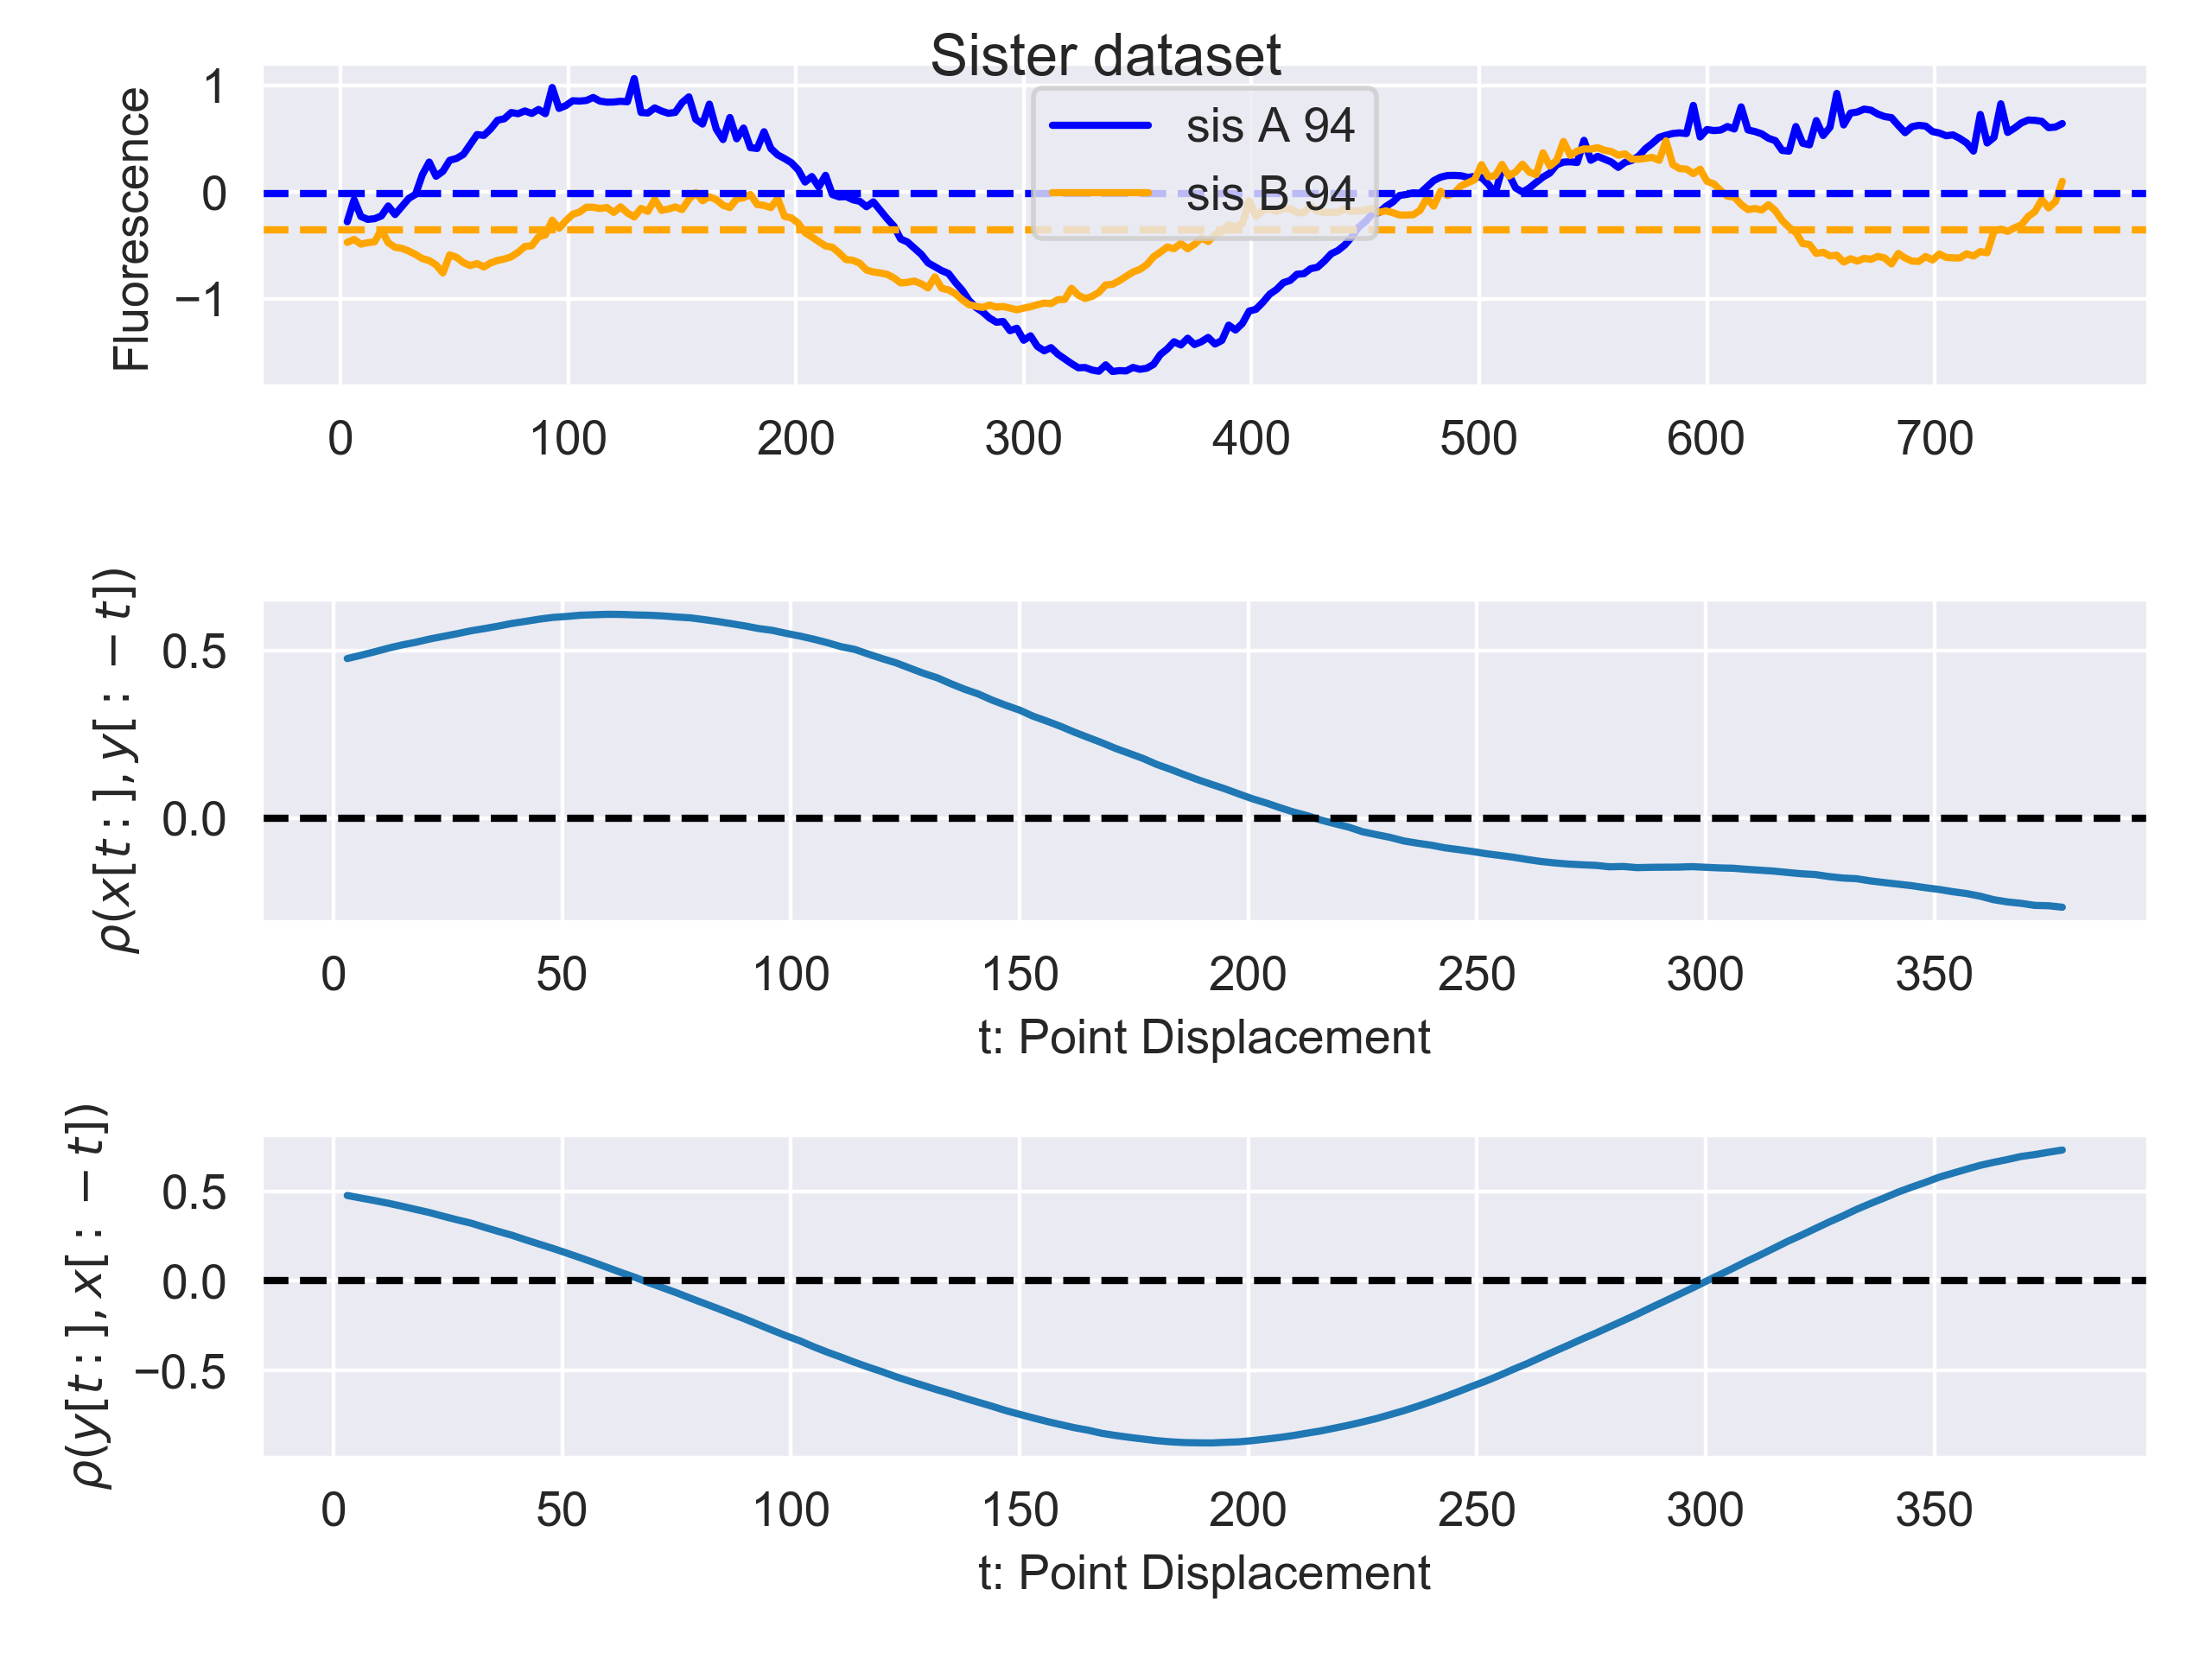 Sister dataset
Fluorescence
1
0
−1
sis A 94
sis B 94
0 100 200 300 400 500 600 700
ρ(x[t:], y[: − t])
0.5
0.0
0 50 100 150 200 250 300 350
t: Point Displacement
ρ(y[t:], x[: − t])
0.5
0.0
−0.5
0 50 100 150 200 250 300 350
t: Point Displacement